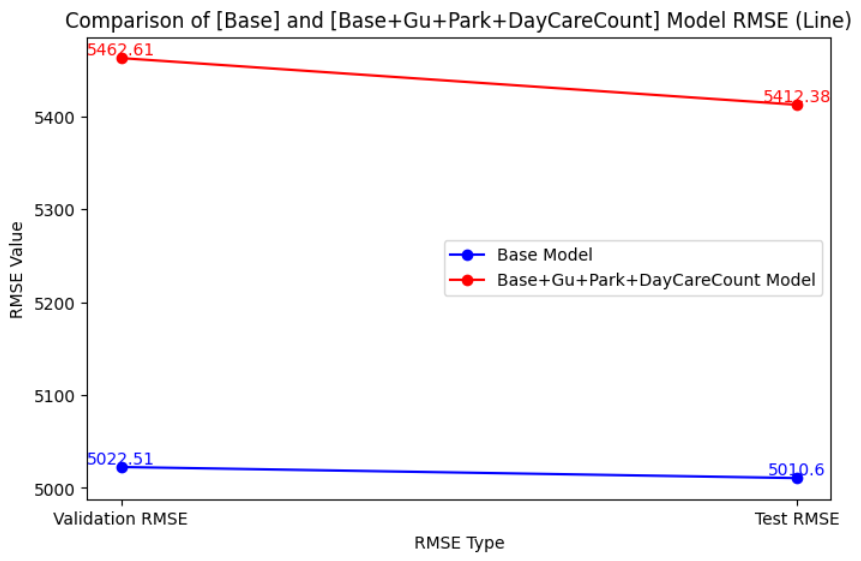 Comparison of [Base] and [Base+Gu+Park+DayCareCount] Model RMSE (Line)
5462.61
5412.38
5400
5300
5200
5100
5000
RMSE Value
Base Model
Base+Gu+Park+DayCareCount Model
5022.51
5010.6
Validation RMSE
Test RMSE
RMSE Type